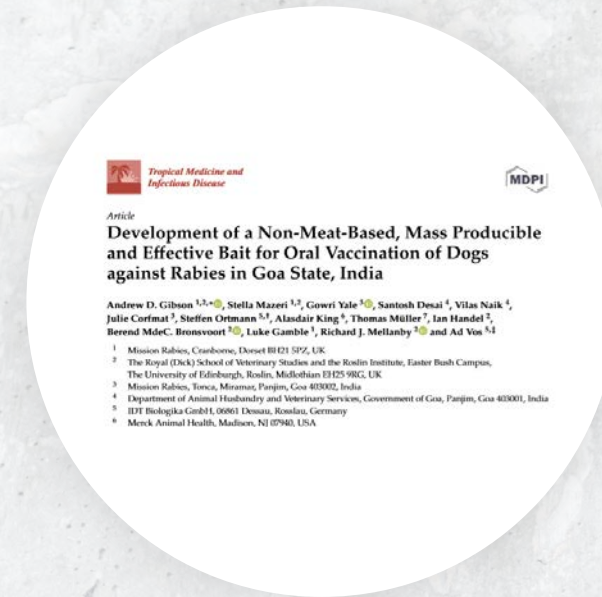 Tropical Medicine and
Infectious Disease
MDPI
Article
Development of a Non-Meat-Based, Mass Producible
and Effective Bait for Oral Vaccination of Dogs
against Rabies in Goa State, India
Andrew D. Gibson 1,2,*, Stella Mazeri 1,2, Gowri Yale 3, Santosh Desai 4, Vilas Naik 4,
Julie Corfmat 3, Steffen Ortmann 5,†, Alasdair King 6, Thomas Müller 7, Ian Handel 2,
Berend MdeC. Bronsvoort 2, Luke Gamble 1, Richard J. Mellanby 2 and Ad Vos 5,‡
1 Mission Rabies, Cranborne, Dorset BH21 5PZ, UK
2 The Royal (Dick) School of Veterinary Studies and the Roslin Institute, Easter Bush Campus,
The University of Edinburgh, Roslin, Midlothian EH25 9RG, UK
3 Mission Rabies, Tonca, Miramar, Panjim, Goa 403002, India
4 Department of Animal Husbandry and Veterinary Services, Government of Goa, Panjim, Goa 403001, India
5 IDT Biologika GmbH, 06861 Dessau, Rosslau, Germany
6 Merck Animal Health, Madison, NJ 07940, USA